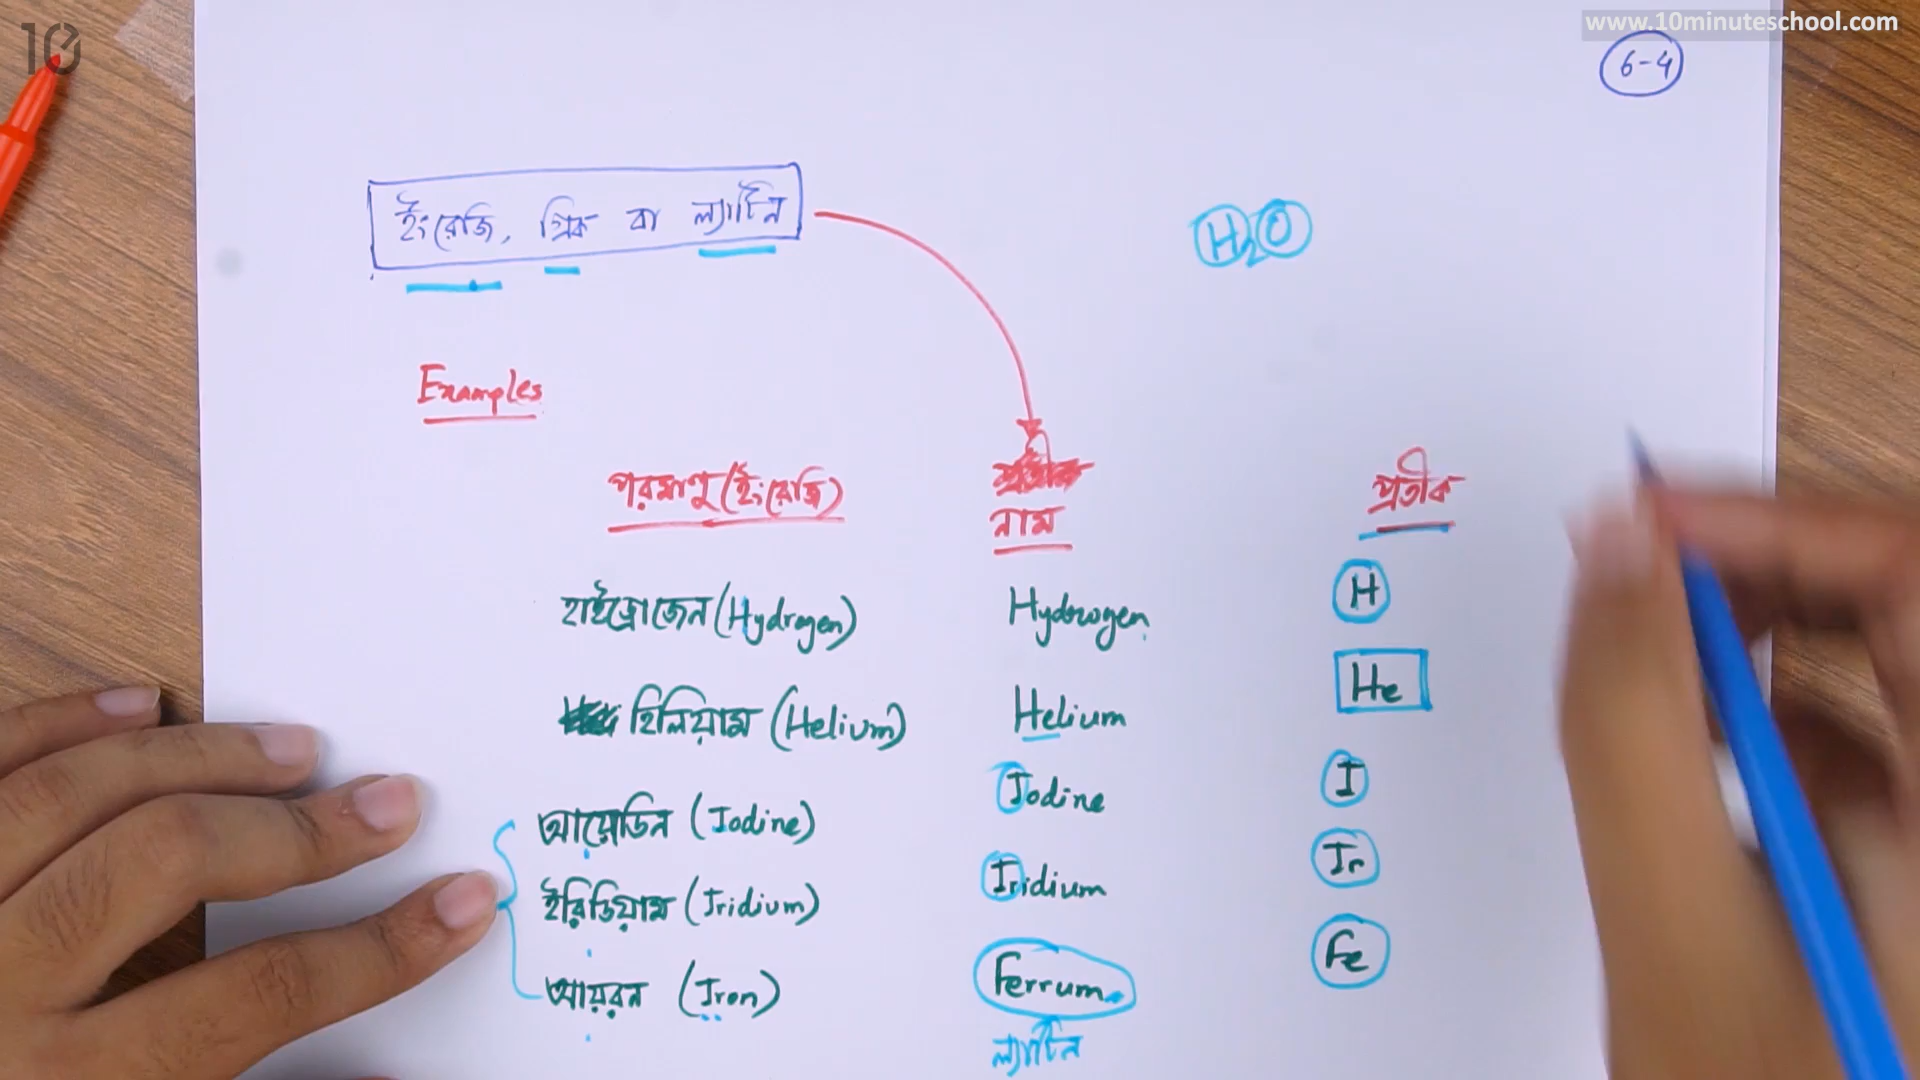 10
www.10minuteschool.com
6-4
ইংরেজি, গ্রিক বা ল্যাটিন
H2O
Examples
পরমাণু (ইংরেজি) নাম প্রতীক
হাইড্রোজেন (Hydrogen) Hydrogen H
হিলিয়াম (Helium) Helium He
আয়োডিন (Iodine) Iodine I
ইরিডিয়াম (Iridium) Iridium Ir
আয়রন (Iron) Ferrum Fe
ল্যাটিন